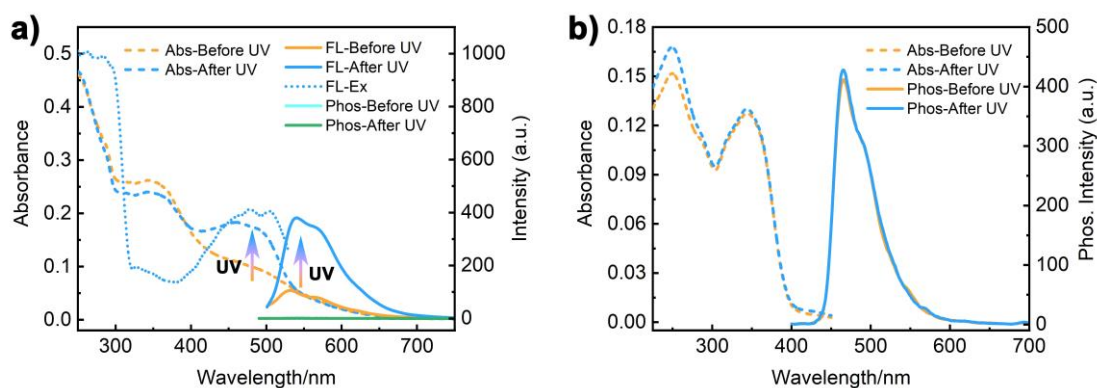 a)
Abs-Before UV
Abs-After UV
FL-Before UV
FL-After UV
FL-Ex
Phos-Before UV
Phos-After UV
UV
UV
0.5
0.4
0.3
0.2
0.1
0.0
Absorbance
1000
800
600
400
200
0
Intensity (a.u.)
300 400 500 600 700
Wavelength/nm
b)
Abs-Before UV
Abs-After UV
Phos-Before UV
Phos-After UV
0.18
0.15
0.12
0.09
0.06
0.03
0.00
Absorbance
500
400
300
200
100
0
Phos. Intensity (a.u.)
300 400 500 600 700
Wavelength/nm